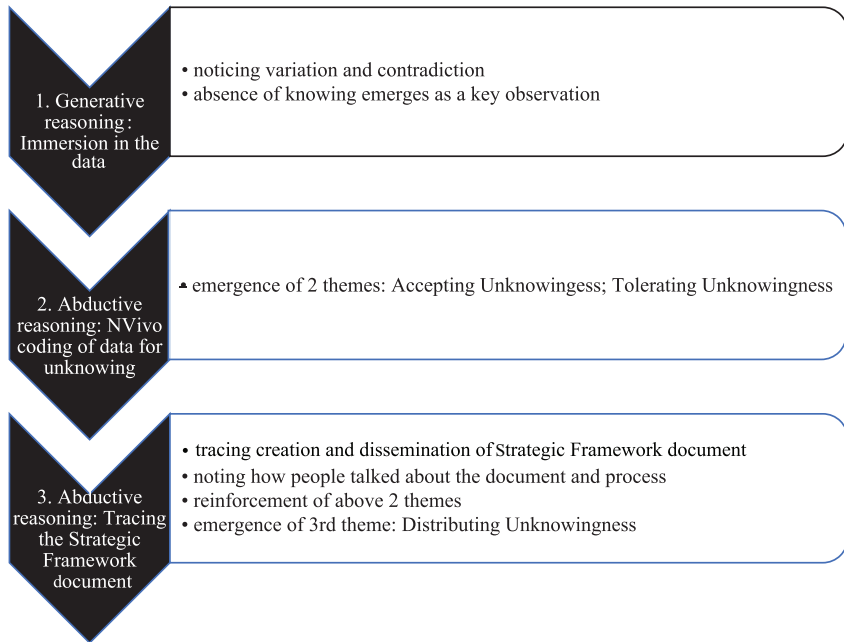 1. Generative
reasoning:
Immersion in the
data
• noticing variation and contradiction
• absence of knowing emerges as a key observation
2. Abductive
reasoning: NVivo
coding of data for
unknowing
• emergence of 2 themes: Accepting Unknowingess; Tolerating Unknowingness
3. Abductive
reasoning: Tracing
the Strategic
Framework
document
• tracing creation and dissemination of Strategic Framework document
• noting how people talked about the document and process
• reinforcement of above 2 themes
• emergence of 3rd theme: Distributing Unknowingness